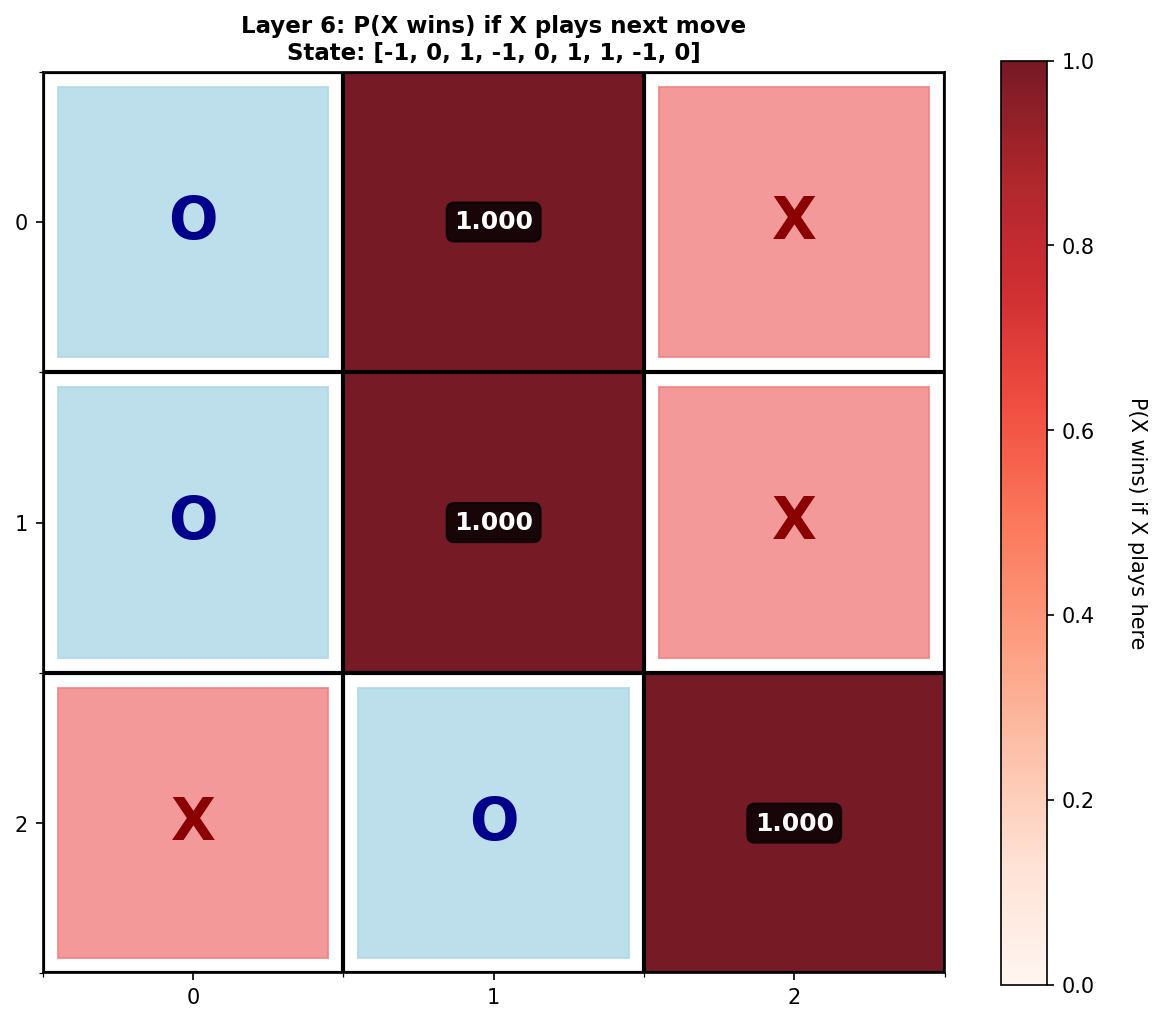 Layer 6: P(X wins) if X plays next move
State: [-1, 0, 1, -1, 0, 1, 1, -1, 0]
0
O
1.000
X
1
O
1.000
X
2
X
O
1.000
0
1
2
1.0
0.8
0.6
0.4
0.2
0.0
P(X wins) if X plays here